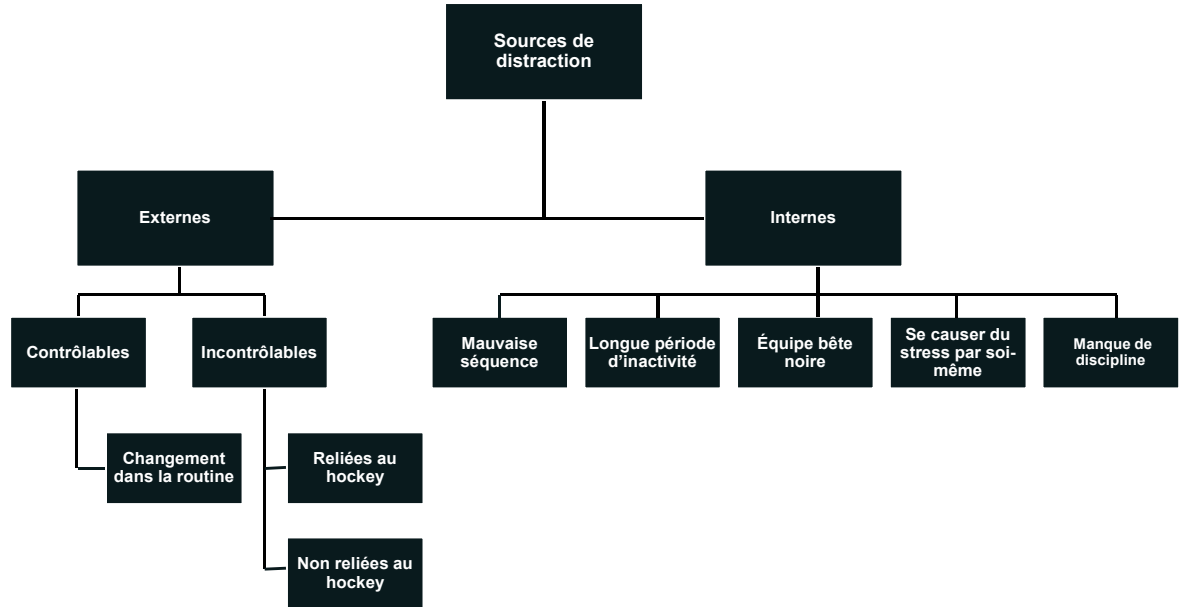 Sources de
distraction
Externes
Internes
Contrôlables
Incontrôlables
Mauvaise
séquence
Longue période
d’inactivité
Équipe bête
noire
Se causer du
stress par soi-
même
Manque de
discipline
Changement
dans la routine
Reliées au
hockey
Non reliées au
hockey